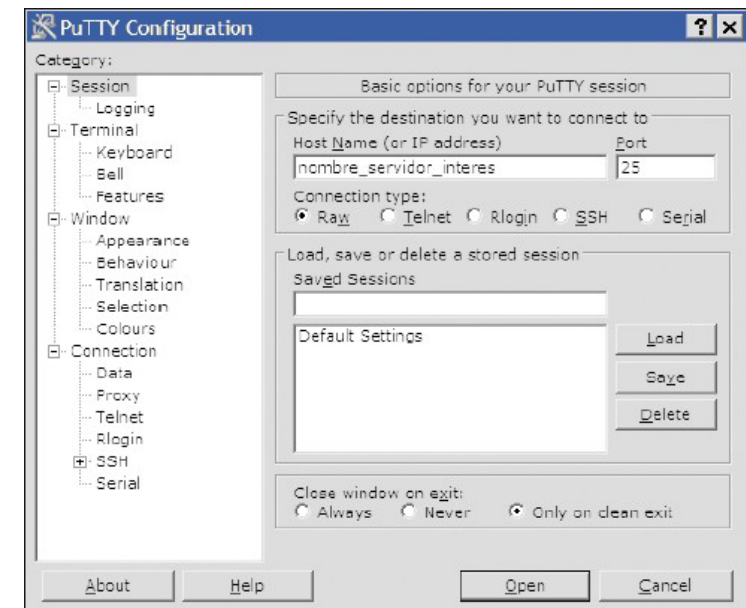 PuTTY Configuration
Category:
Session
Logging
Terminal
Keyboard
Bell
Features
Window
Appearance
Behaviour
Translation
Selection
Colours
Connection
Data
Proxy
Telnet
Rlogin
SSH
Serial
Basic options for your PuTTY session
Specify the destination you want to connect to
Host Name (or IP address) Port
nombre_servidor_interes 25
Connection type:
Raw Telnet Rlogin SSH Serial
Load, save or delete a stored session
Saved Sessions
Default Settings
Load
Save
Delete
Close window on exit:
Always Never Only on clean exit
About Help Open Cancel